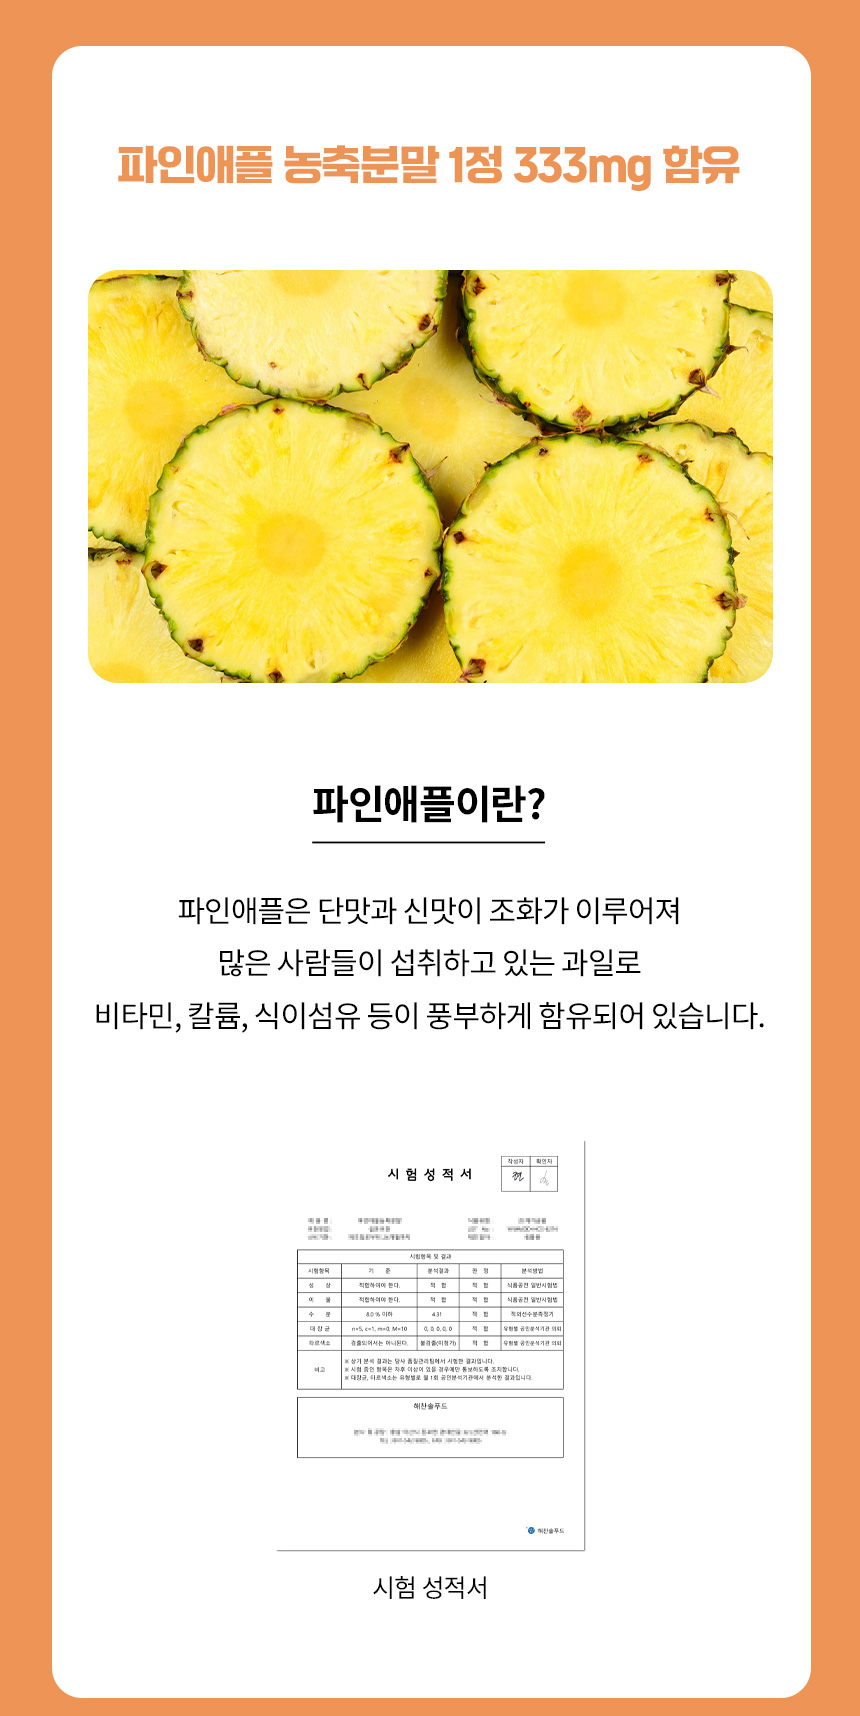 파인애플 농축분말 1정 333mg 함유
파인애플이란?
파인애플은 단맛과 신맛이 조화가 이루어져
많은 사람들이 섭취하고 있는 과일로
비타민, 칼륨, 식이섬유 등이 풍부하게 함유되어 있습니다.
시 험 성 적 서
작성자 확인자
시험항목 및 결과
시험항목 기 준 분석결과 판 정 분석방법
성 상 적합하여야 한다. 적 합 적 합 식품공전 일반시험법
이 물 적합하여야 한다. 적 합 적 합 식품공전 일반시험법
수 분 8.0 % 이하 4.31 적 합 적외선수분측정기
대 장 균 n=5, c=1, m=0, M=10 0, 0, 0, 0, 0 적 합 유형별 공인분석기관 의뢰
타르색소 검출되어서는 아니된다. 불검출(미첨가) 적 합 유형별 공인분석기관 의뢰
비고
※ 상기 분석 결과는 당사 품질관리팀에서 시험한 결과입니다.
※ 시험 중인 항목은 차후 이상이 있을 경우에만 통보하도록 조치합니다.
※ 대장균, 타르색소는 유형별로 월 1회 공인분석기관에서 분석한 결과입니다.
해찬솔푸드
해찬솔푸드
시험 성적서